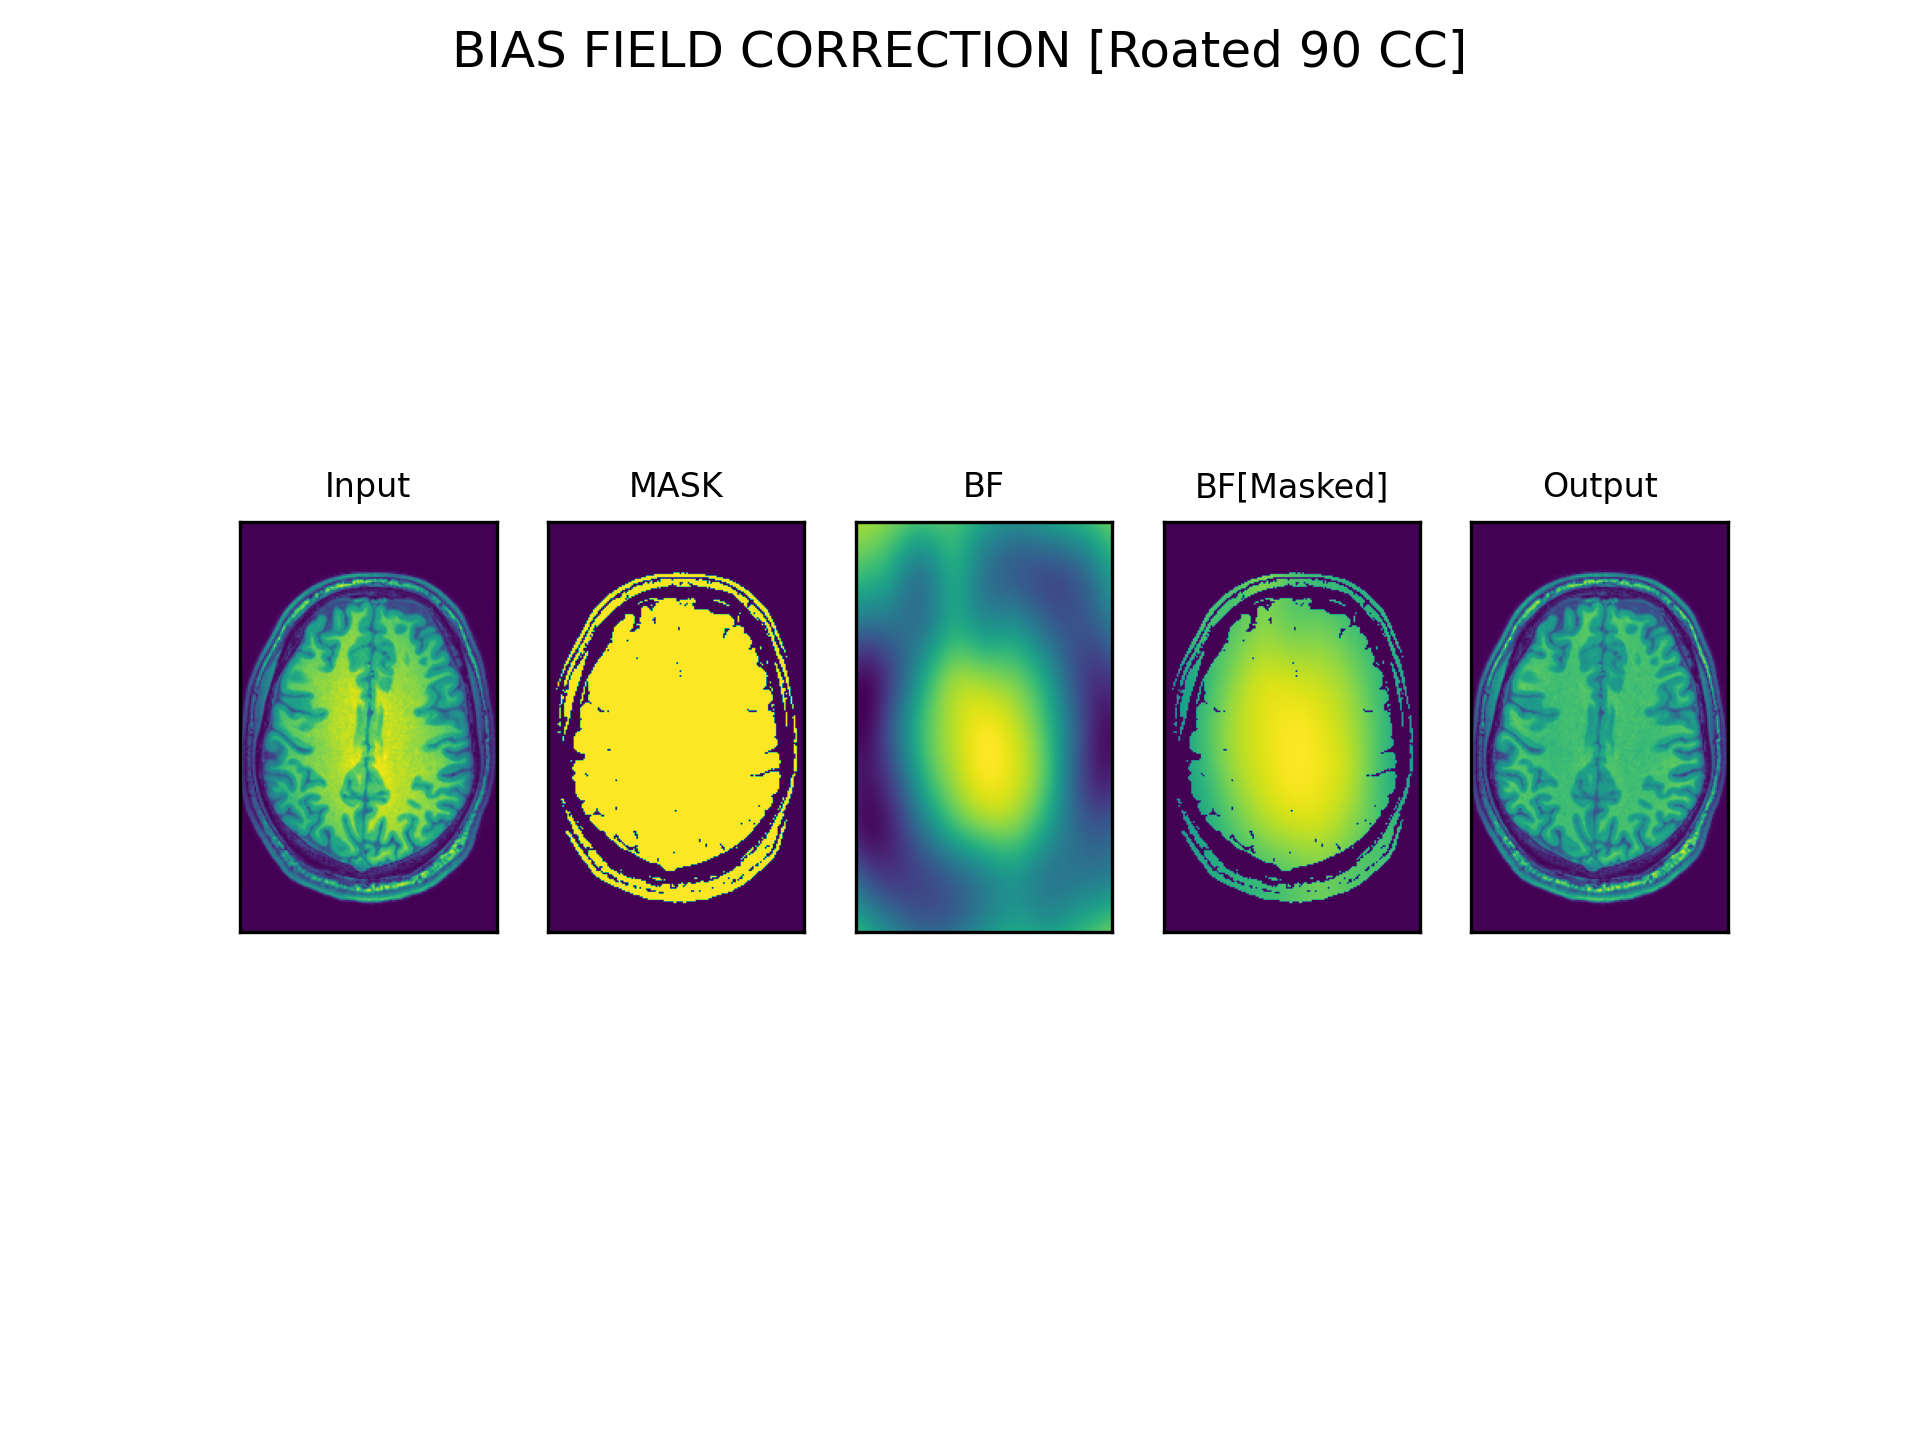 BIAS FIELD CORRECTION [Roated 90 CC]
Input
MASK
BF
BF[Masked]
Output